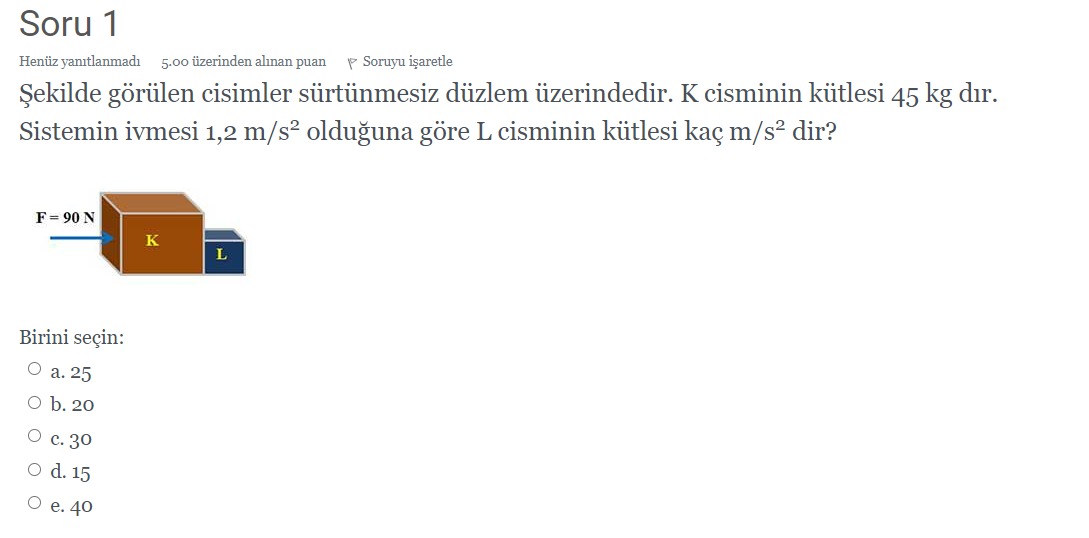 Soru 1
Henüz yanıtlanmadı 5.00 üzerinden alınan puan Soruyu işaretle
Şekilde görülen cisimler sürtünmesiz düzlem üzerindedir. K cisminin kütlesi 45 kg dır.
Sistemin ivmesi 1,2 m/s² olduğuna göre L cisminin kütlesi kaç m/s² dir?
F = 90 N
K
L
Birini seçin:
a. 25
b. 20
c. 30
d. 15
e. 40